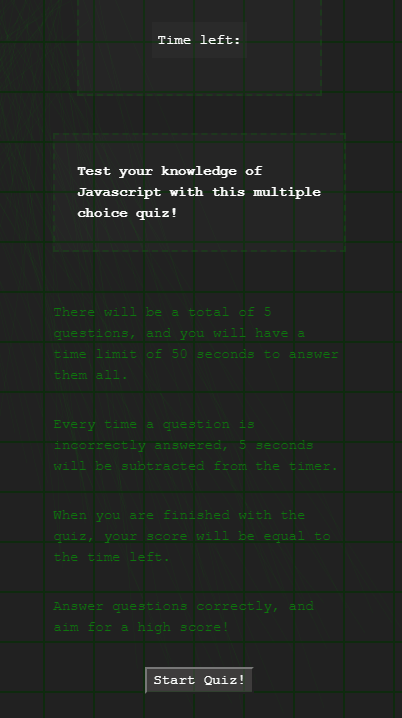 Time left:
Test your knowledge of
Javascript with this multiple
choice quiz!
There will be a total of 5
questions, and you will have a
time limit of 50 seconds to answer
them all.
Every time a question is
incorrectly answered, 5 seconds
will be subtracted from the timer.
When you are finished with the
quiz, your score will be equal to
the time left.
Answer questions correctly, and
aim for a high score!
Start Quiz!